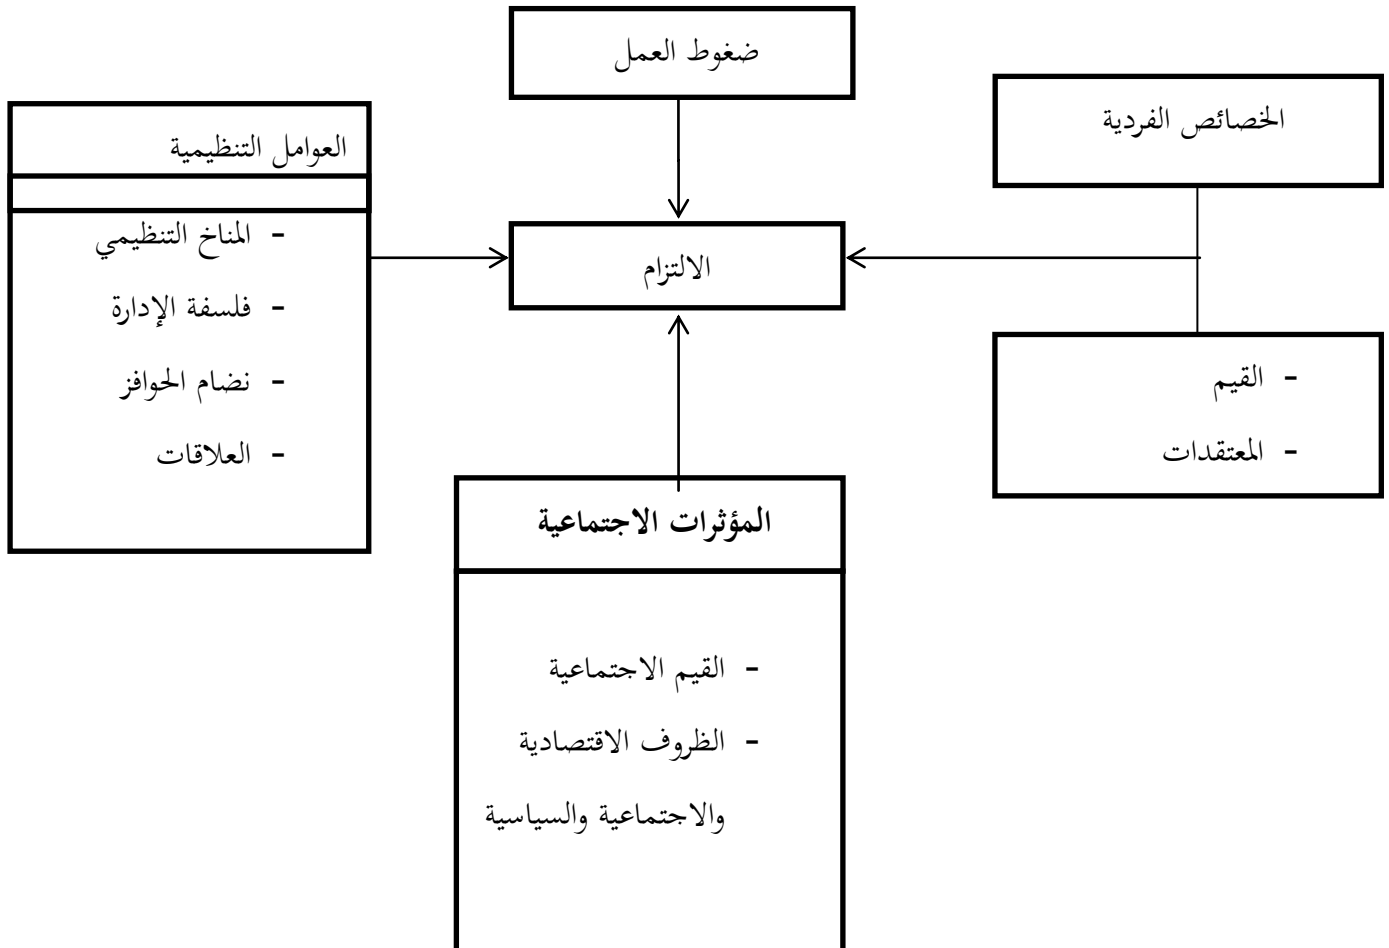 ضغوط العمل
الخصائص الفردية
العوامل التنظيمية
- المناخ التنظيمي
- فلسفة الإدارة
- نضام الحوافز
- العلاقات
الالتزام
- القيم
- المعتقدات
المؤثرات الاجتماعية
- القيم الاجتماعية
- الظروف الاقتصادية
والاجتماعية والسياسية